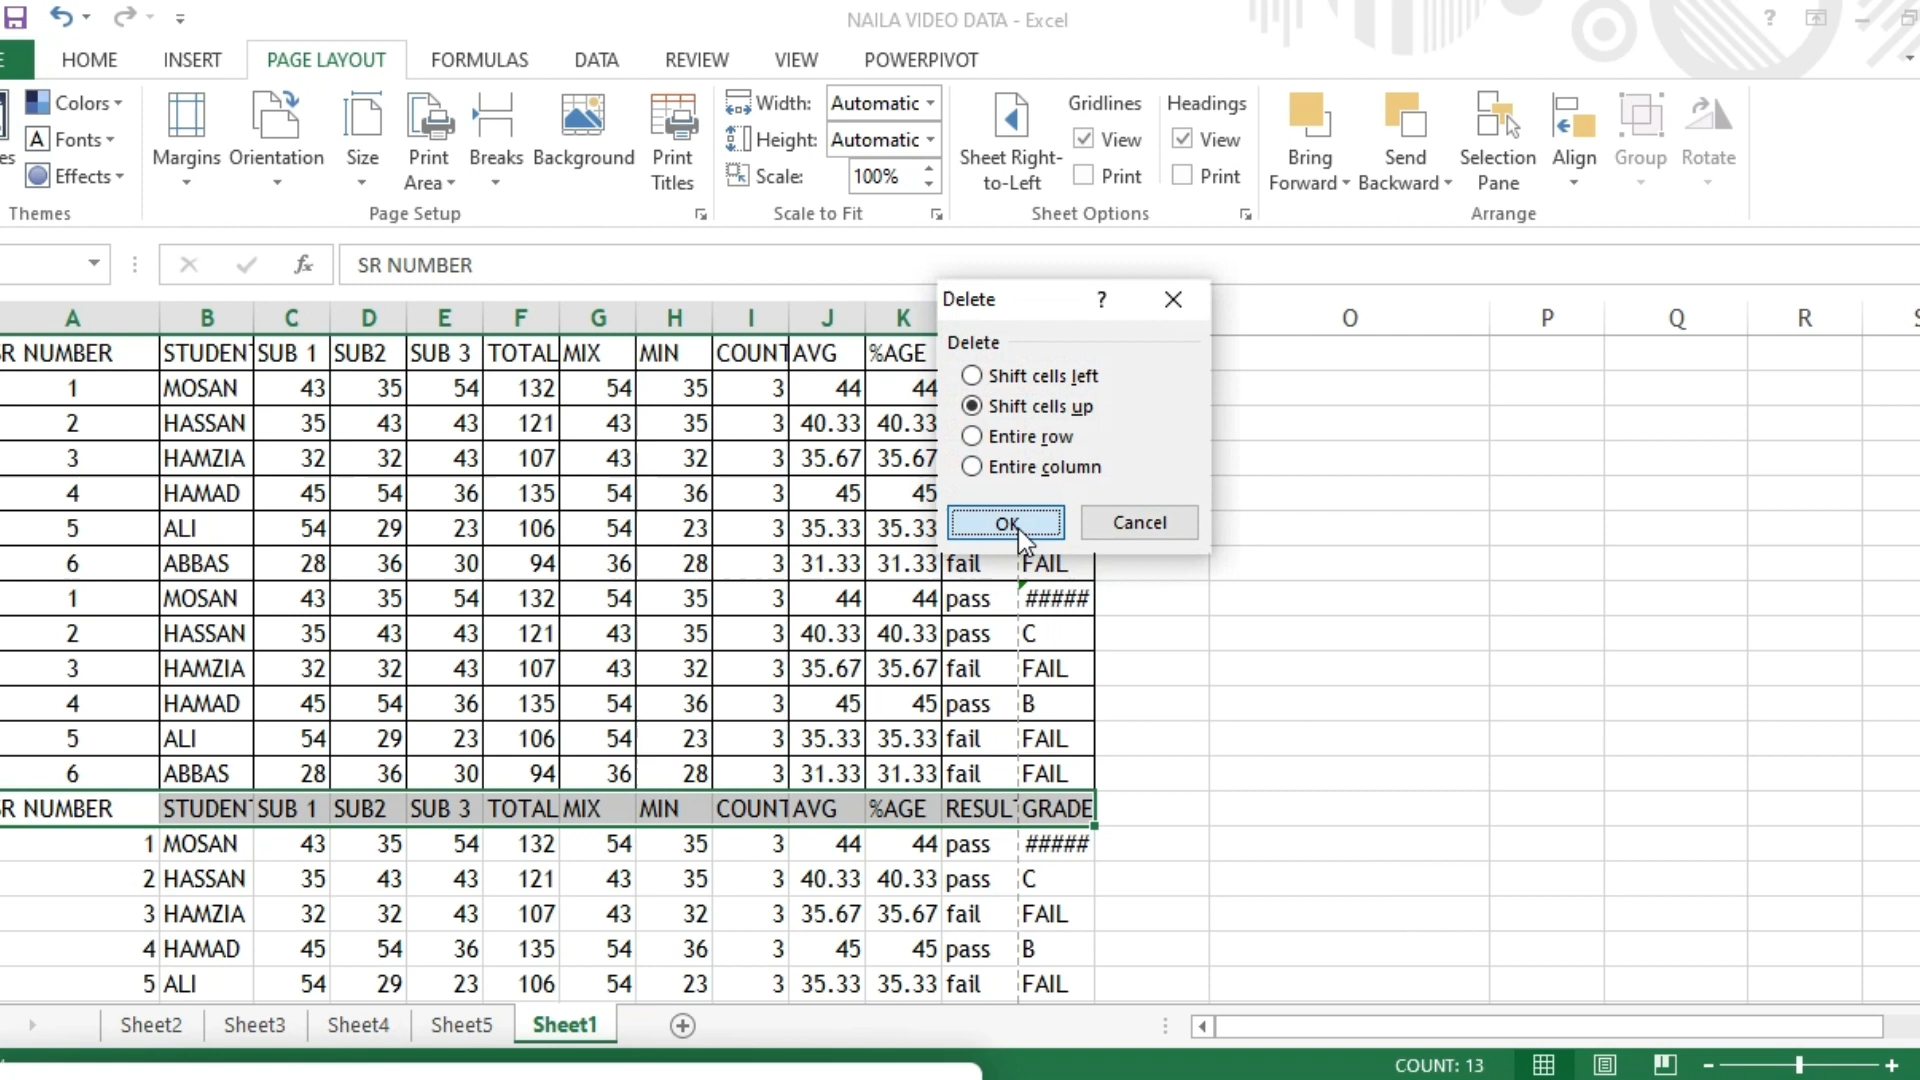 NAILA VIDEO DATA - Excel
?
E HOME INSERT PAGE LAYOUT FORMULAS DATA REVIEW VIEW POWERPIVOT
Colors Width: Automatic Gridlines Headings
A Fonts Height: Automatic View View
es Effects Margins Orientation Size Print Area Breaks Background Print Titles Scale: 100% Sheet Right-to-Left Print Print Bring Forward Send Backward Selection Pane Align Group Rotate
Themes Page Setup Scale to Fit Sheet Options Arrange
fx SR NUMBER
Delete ?
Delete
Shift cells left
Shift cells up
Entire row
Entire column
OK Cancel
A B C D E F G H I J K O P Q R
R NUMBER STUDENT SUB 1 SUB2 SUB 3 TOTAL MIX MIN COUNT AVG %AGE
1 MOSAN 43 35 54 132 54 35 3 44 44
2 HASSAN 35 43 43 121 43 35 3 40.33 40.33
3 HAMZIA 32 32 43 107 43 32 3 35.67 35.67
4 HAMAD 45 54 36 135 54 36 3 45 45
5 ALI 54 29 23 106 54 23 3 35.33 35.33
6 ABBAS 28 36 30 94 36 28 3 31.33 31.33 fail FAIL
1 MOSAN 43 35 54 132 54 35 3 44 44 pass #####
2 HASSAN 35 43 43 121 43 35 3 40.33 40.33 pass C
3 HAMZIA 32 32 43 107 43 32 3 35.67 35.67 fail FAIL
4 HAMAD 45 54 36 135 54 36 3 45 45 pass B
5 ALI 54 29 23 106 54 23 3 35.33 35.33 fail FAIL
6 ABBAS 28 36 30 94 36 28 3 31.33 31.33 fail FAIL
R NUMBER STUDENT SUB 1 SUB2 SUB 3 TOTAL MIX MIN COUNT AVG %AGE RESUL GRADE
1 MOSAN 43 35 54 132 54 35 3 44 44 pass #####
2 HASSAN 35 43 43 121 43 35 3 40.33 40.33 pass C
3 HAMZIA 32 32 43 107 43 32 3 35.67 35.67 fail FAIL
4 HAMAD 45 54 36 135 54 36 3 45 45 pass B
5 ALI 54 29 23 106 54 23 3 35.33 35.33 fail FAIL
Sheet2 Sheet3 Sheet4 Sheet5 Sheet1
COUNT: 13